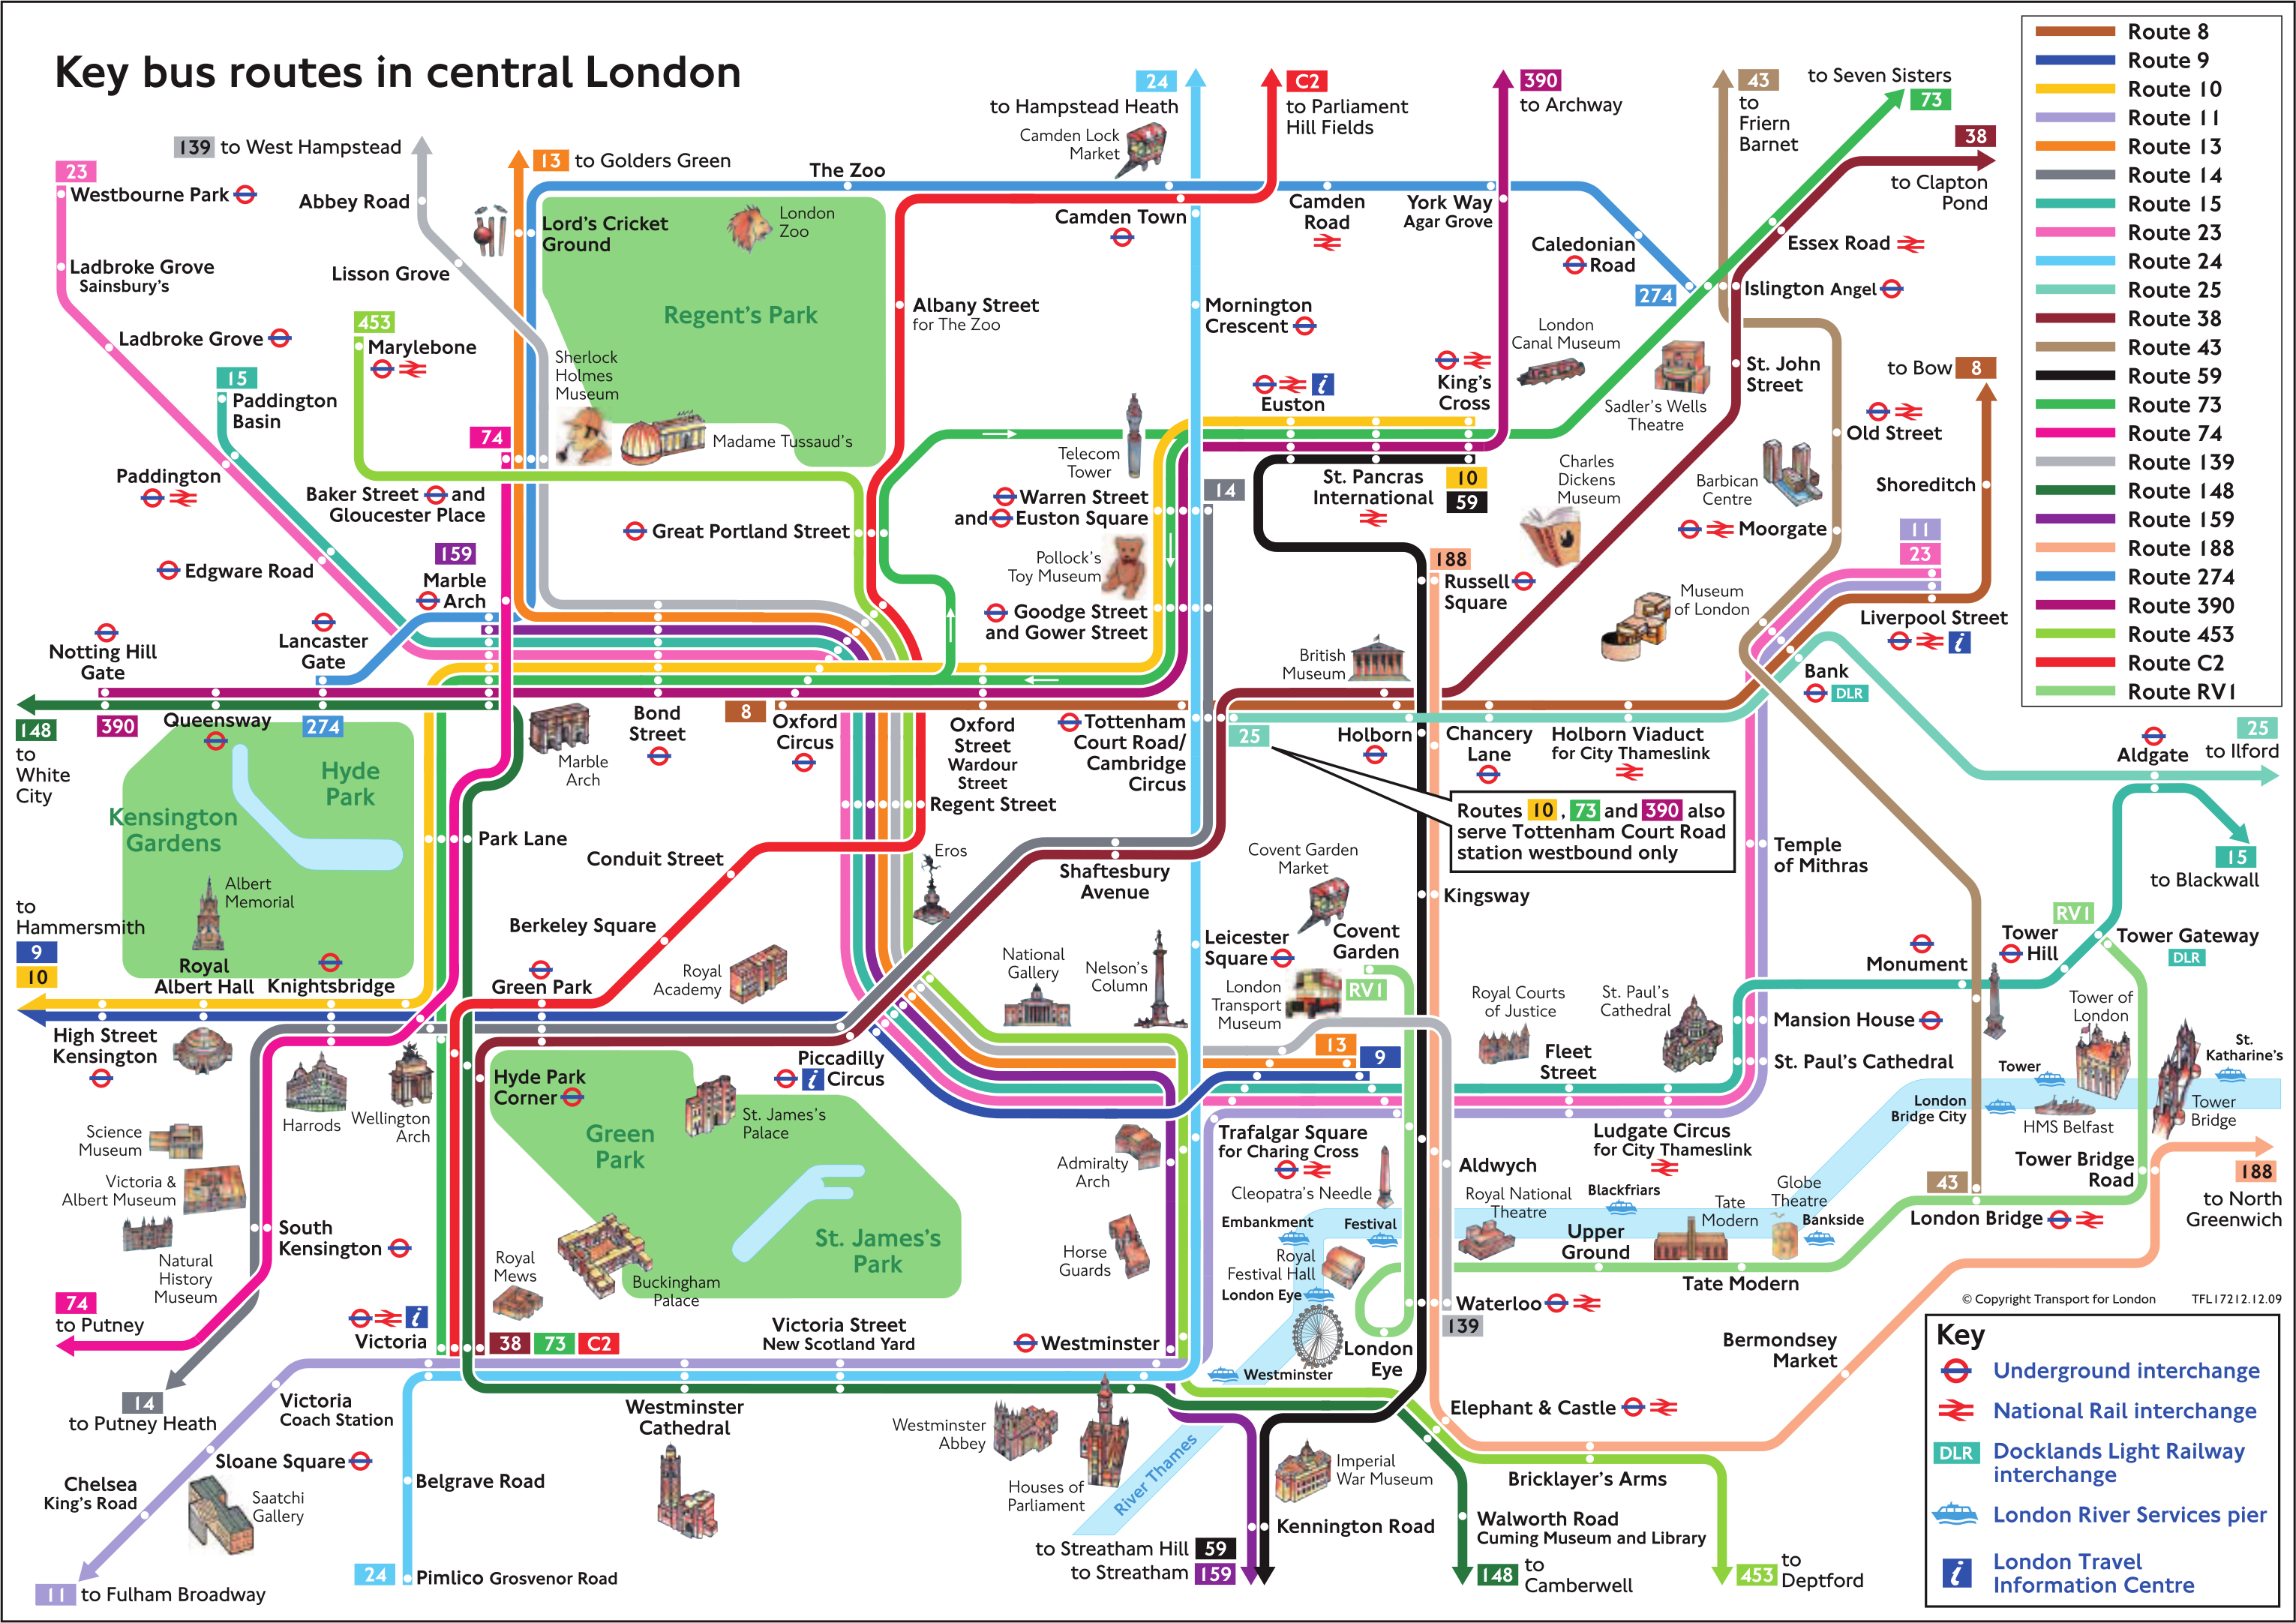 Key bus routes in central London
Route 8
Route 9
Route 10
Route 11
Route 13
Route 14
Route 15
Route 23
Route 24
Route 25
Route 38
Route 43
Route 59
Route 73
Route 74
Route 139
Route 148
Route 159
Route 188
Route 274
Route 390
Route 453
Route C2
Route RV1
24
to Hampstead Heath
Camden Lock
Market
C2
to Parliament
Hill Fields
390
to Archway
43
to
Friern
Barnet
to Seven Sisters
73
38
to Clapton
Pond
139 to West Hampstead
13 to Golders Green
23
Westbourne Park
Abbey Road
The Zoo
Lord's Cricket
Ground
London
Zoo
Camden Town
Camden
Road
York Way
Agar Grove
Caledonian
Road
Essex Road
Ladbroke Grove
Sainsbury's
Lisson Grove
Regent's Park
Albany Street
for The Zoo
Mornington
Crescent
274
Islington Angel
453
Marylebone
Ladbroke Grove
Sherlock
Holmes
Museum
London
Canal Museum
15
Paddington
Basin
Euston
King's
Cross
St. John
Street
to Bow 8
Sadler's Wells
Theatre
Old Street
74
Madame Tussaud's
Telecom
Tower
Paddington
Baker Street and
Gloucester Place
Warren Street
and Euston Square
14
St. Pancras
International
10
59
Charles
Dickens
Museum
Barbican
Centre
Shoreditch
Great Portland Street
Moorgate
11
23
Edgware Road
159
Marble
Arch
Pollock's
Toy Museum
188
Russell
Square
Museum
of London
Goodge Street
and Gower Street
Liverpool Street
Lancaster
Gate
Notting Hill
Gate
British
Museum
Bank
DLR
148
to
White
City
390
Queensway
274
Marble
Arch
Bond
Street
8
Oxford
Circus
Oxford
Street
Wardour
Street
Tottenham
Court Road/
Cambridge
Circus
25
Holborn
Chancery
Lane
Holborn Viaduct
for City Thameslink
Aldgate
25
to Ilford
Hyde
Park
Kensington
Gardens
Regent Street
Routes 10, 73 and 390 also
serve Tottenham Court Road
station westbound only
Park Lane
Conduit Street
Eros
Shaftesbury
Avenue
Covent Garden
Market
Temple
of Mithras
15
to Blackwall
Albert
Memorial
to
Hammersmith
9
10
Berkeley Square
Kingsway
RV1
Royal
Albert Hall
Knightsbridge
Green Park
Royal
Academy
National
Gallery
Nelson's
Column
Leicester
Square
Covent
Garden
London
Transport
Museum
RV1
Royal Courts
of Justice
St. Paul's
Cathedral
Monument
Tower
Hill
Tower Gateway
DLR
Tower of
London
High Street
Kensington
Piccadilly
Circus
13
9
Fleet
Street
Mansion House
St. Paul's Cathedral
Tower
St.
Katharine's
Harrods
Wellington
Arch
Hyde Park
Corner
St. James's
Palace
London
Bridge City
HMS Belfast
Tower
Bridge
Science
Museum
Green
Park
Admiralty
Arch
Trafalgar Square
for Charing Cross
Ludgate Circus
for City Thameslink
Aldwych
Victoria &
Albert Museum
Cleopatra's Needle
Royal National
Theatre
Blackfriars
Tate
Modern
Globe
Theatre
Bankside
43
Tower Bridge
Road
188
to North
Greenwich
South
Kensington
Embankment
Festival
Upper
Ground
London Bridge
Natural
History
Museum
Royal
Mews
Buckingham
Palace
St. James's
Park
Horse
Guards
Royal
Festival Hall
London Eye
Tate Modern
74
to Putney
Waterloo
139
© Copyright Transport for London
TFL17212.12.09
Victoria
38
73
C2
Victoria Street
New Scotland Yard
Westminster
London
Eye
Westminster
Bermondsey
Market
14
to Putney Heath
Victoria
Coach Station
Westminster
Cathedral
Westminster
Abbey
Elephant & Castle
Sloane Square
Chelsea
King's Road
Saatchi
Gallery
Belgrave Road
Houses of
Parliament
River Thames
Imperial
War Museum
Bricklayer's Arms
Kennington Road
Walworth Road
Cuming Museum and Library
to Streatham Hill 59
to Streatham 159
148 to
Camberwell
453 to
Deptford
11 to Fulham Broadway
24
Pimlico Grosvenor Road
Key
Underground interchange
National Rail interchange
DLR
Docklands Light Railway
interchange
London River Services pier
i
London Travel
Information Centre